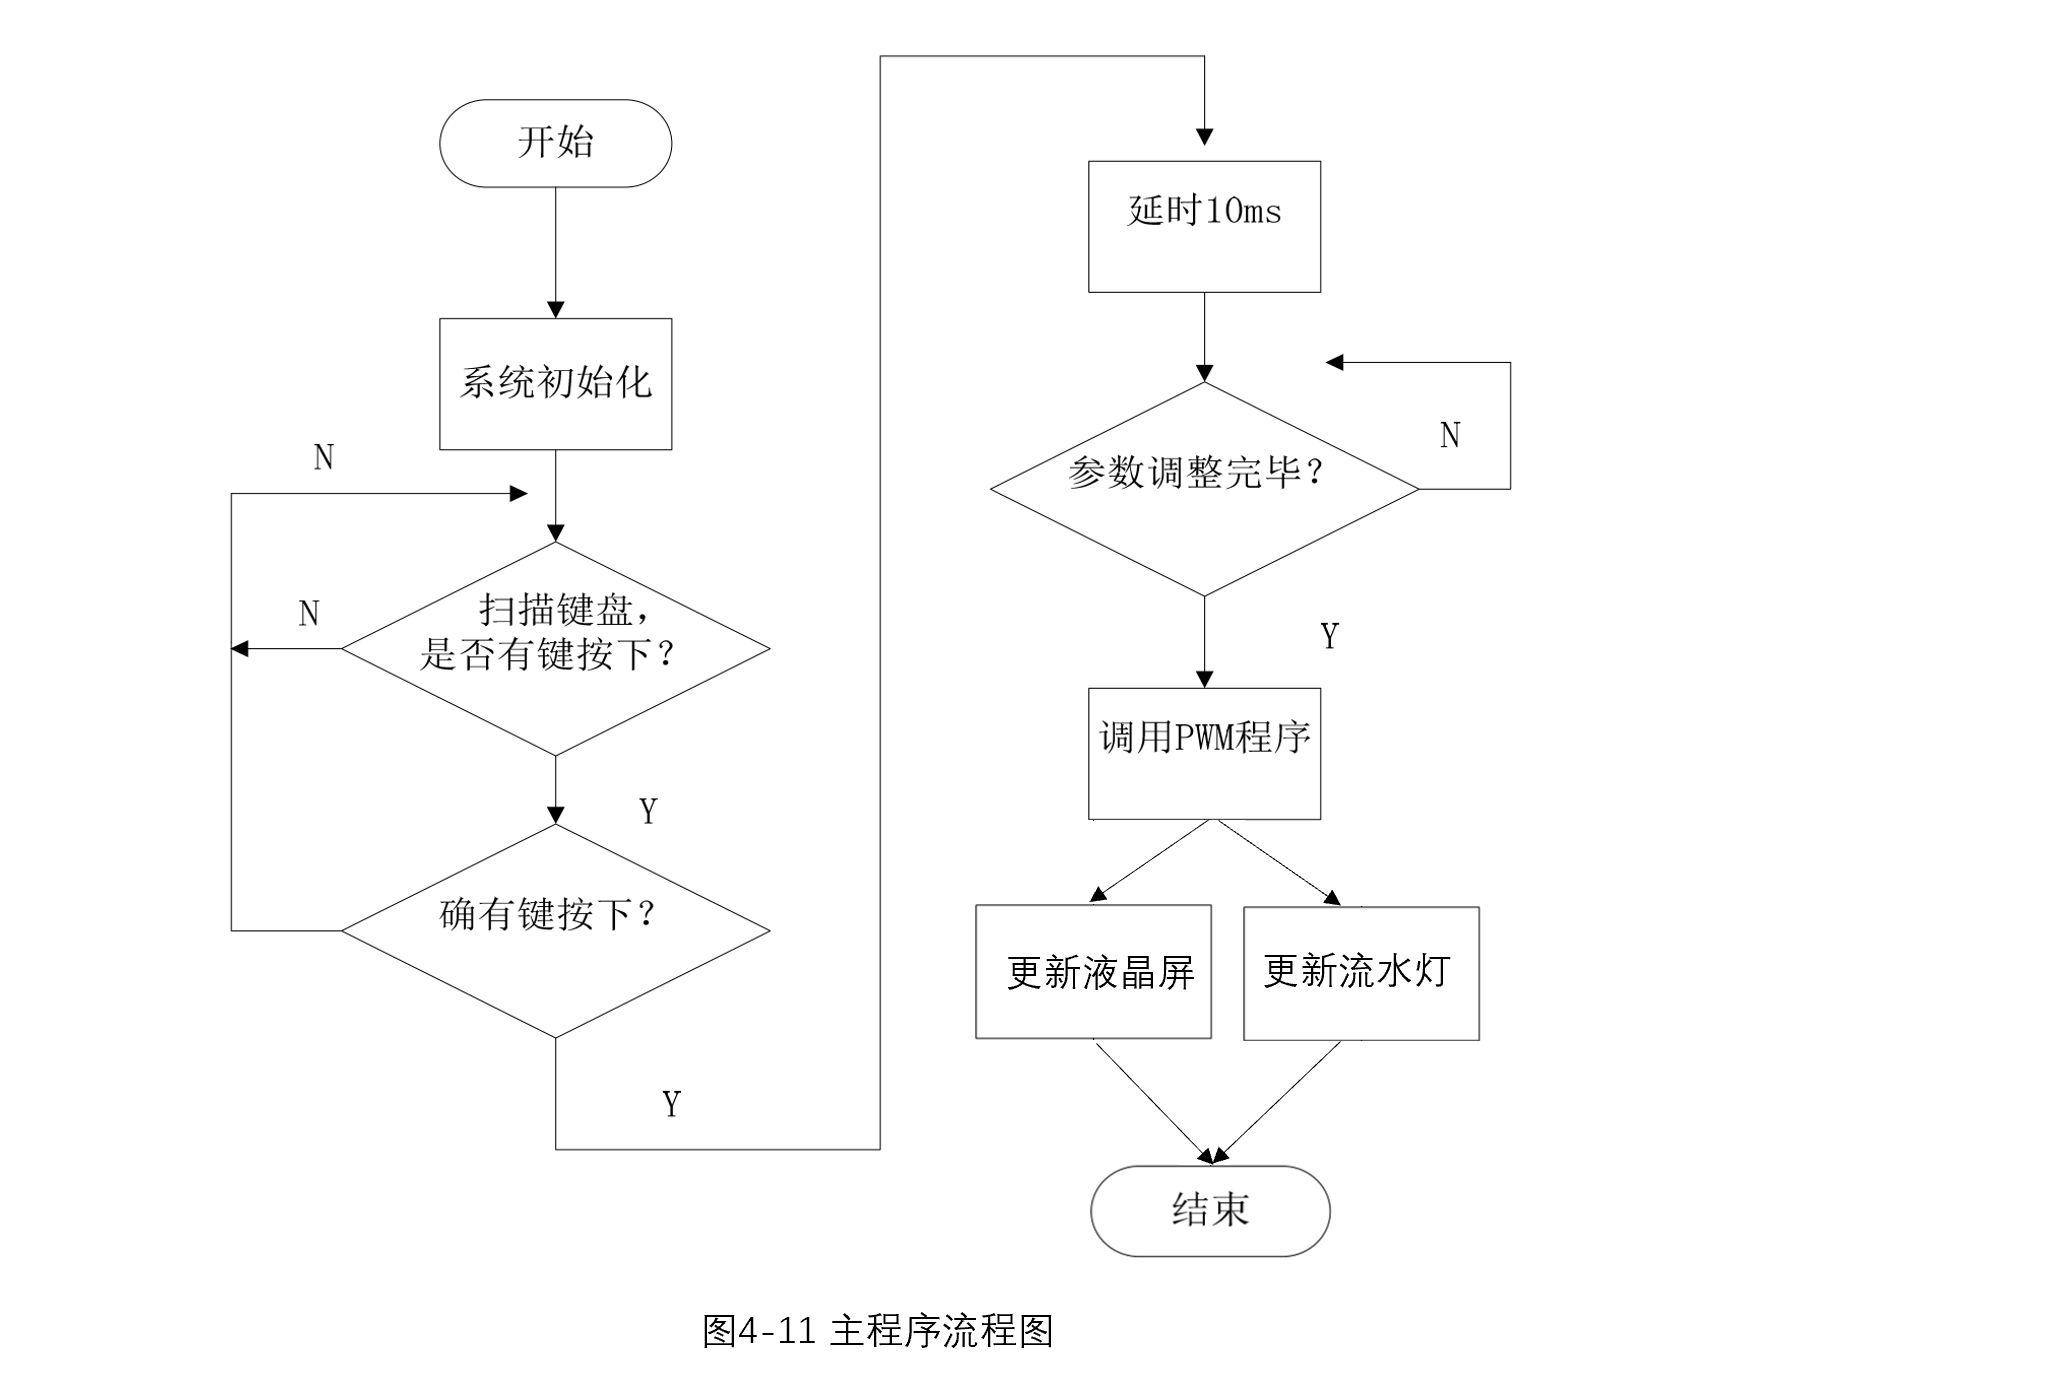 开始
系统初始化
N
N
扫描键盘，
是否有键按下？
Y
确有键按下？
Y
延时10ms
N
参数调整完毕？
Y
调用PWM程序
更新液晶屏
更新流水灯
结束
图4-11 主程序流程图